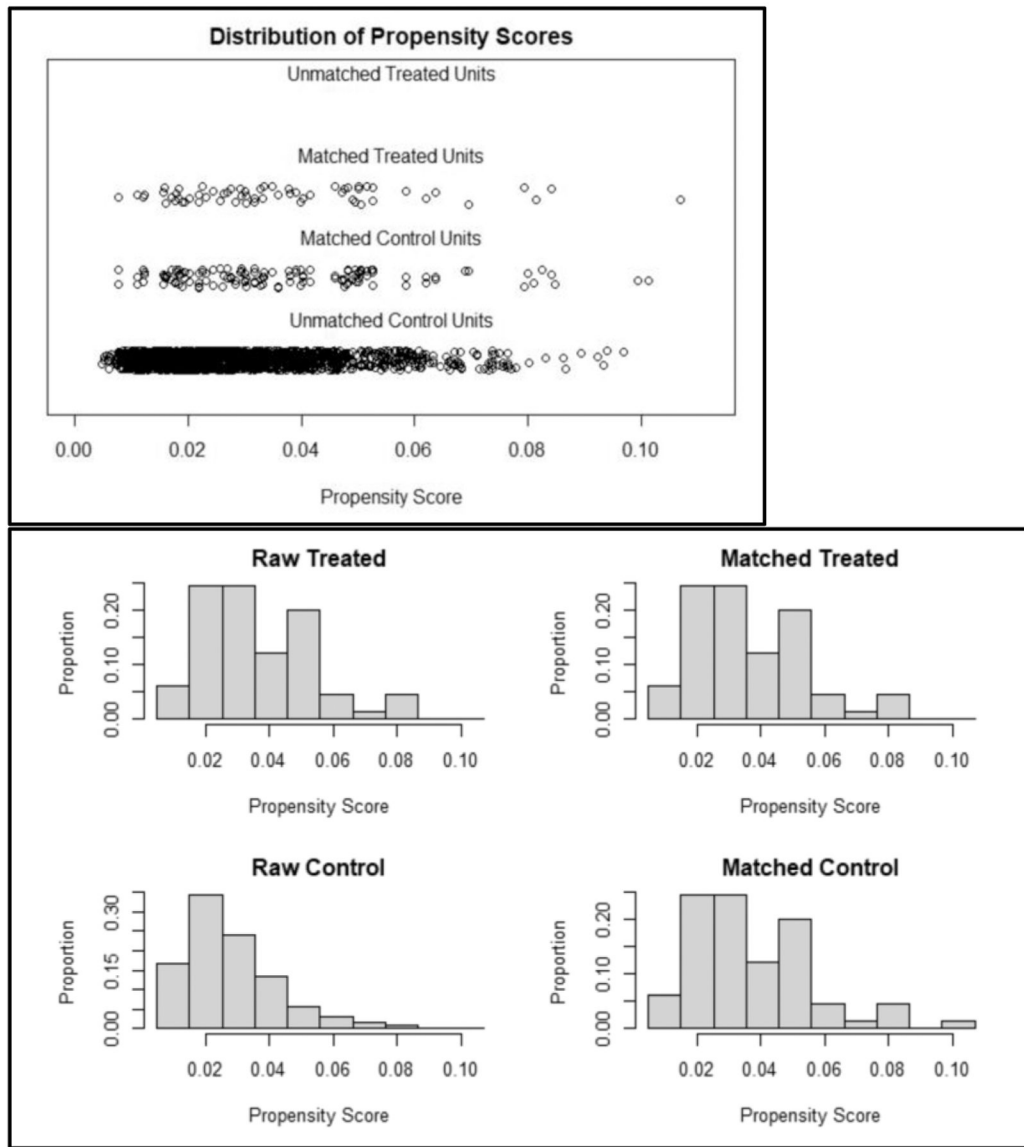 Distribution of Propensity Scores
Unmatched Treated Units
Matched Treated Units
Matched Control Units
Unmatched Control Units
0.00 0.02 0.04 0.06 0.08 0.10
Propensity Score
Raw Treated
Proportion
0.00 0.10 0.20
0.02 0.04 0.06 0.08 0.10
Propensity Score
Matched Treated
Proportion
0.00 0.10 0.20
0.02 0.04 0.06 0.08 0.10
Propensity Score
Raw Control
Proportion
0.00 0.15 0.30
0.02 0.04 0.06 0.08 0.10
Propensity Score
Matched Control
Proportion
0.00 0.10 0.20
0.02 0.04 0.06 0.08 0.10
Propensity Score